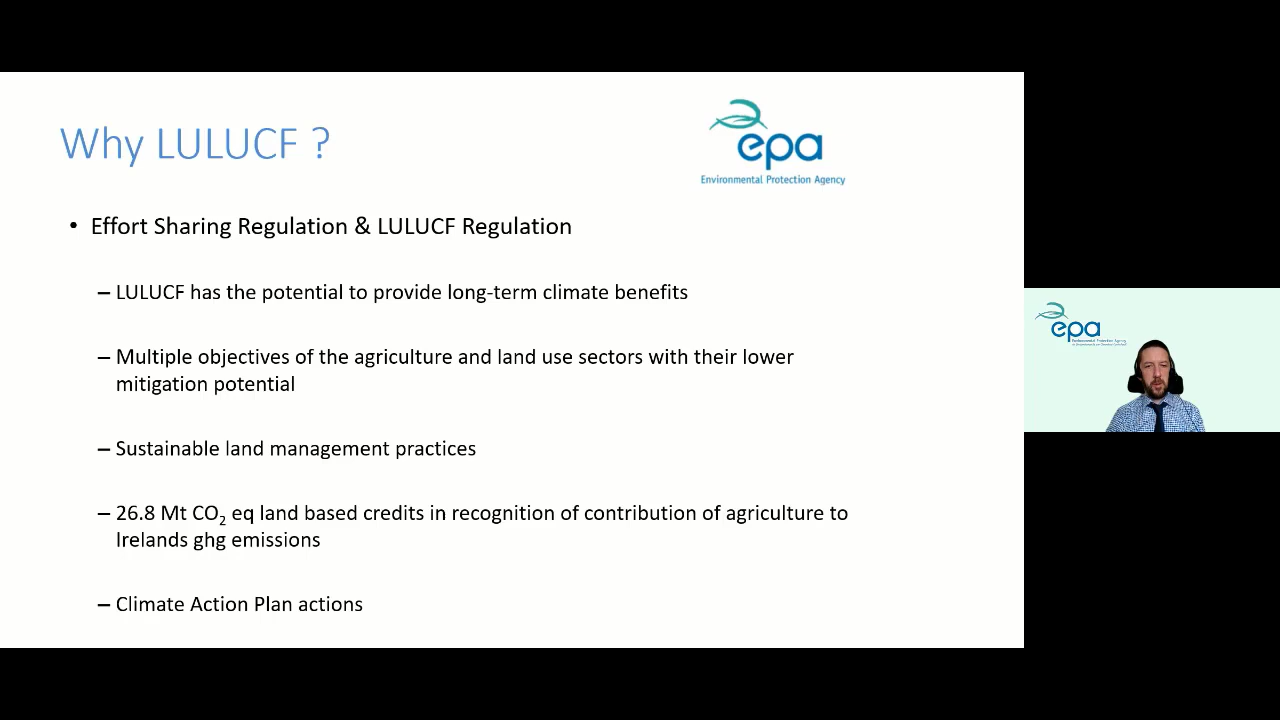 Why LULUCF ?
epa
Environmental Protection Agency
• Effort Sharing Regulation & LULUCF Regulation
– LULUCF has the potential to provide long-term climate benefits
– Multiple objectives of the agriculture and land use sectors with their lower
mitigation potential
– Sustainable land management practices
– 26.8 Mt CO₂ eq land based credits in recognition of contribution of agriculture to
Irelands ghg emissions
– Climate Action Plan actions
epa
Environmental Protection Agency